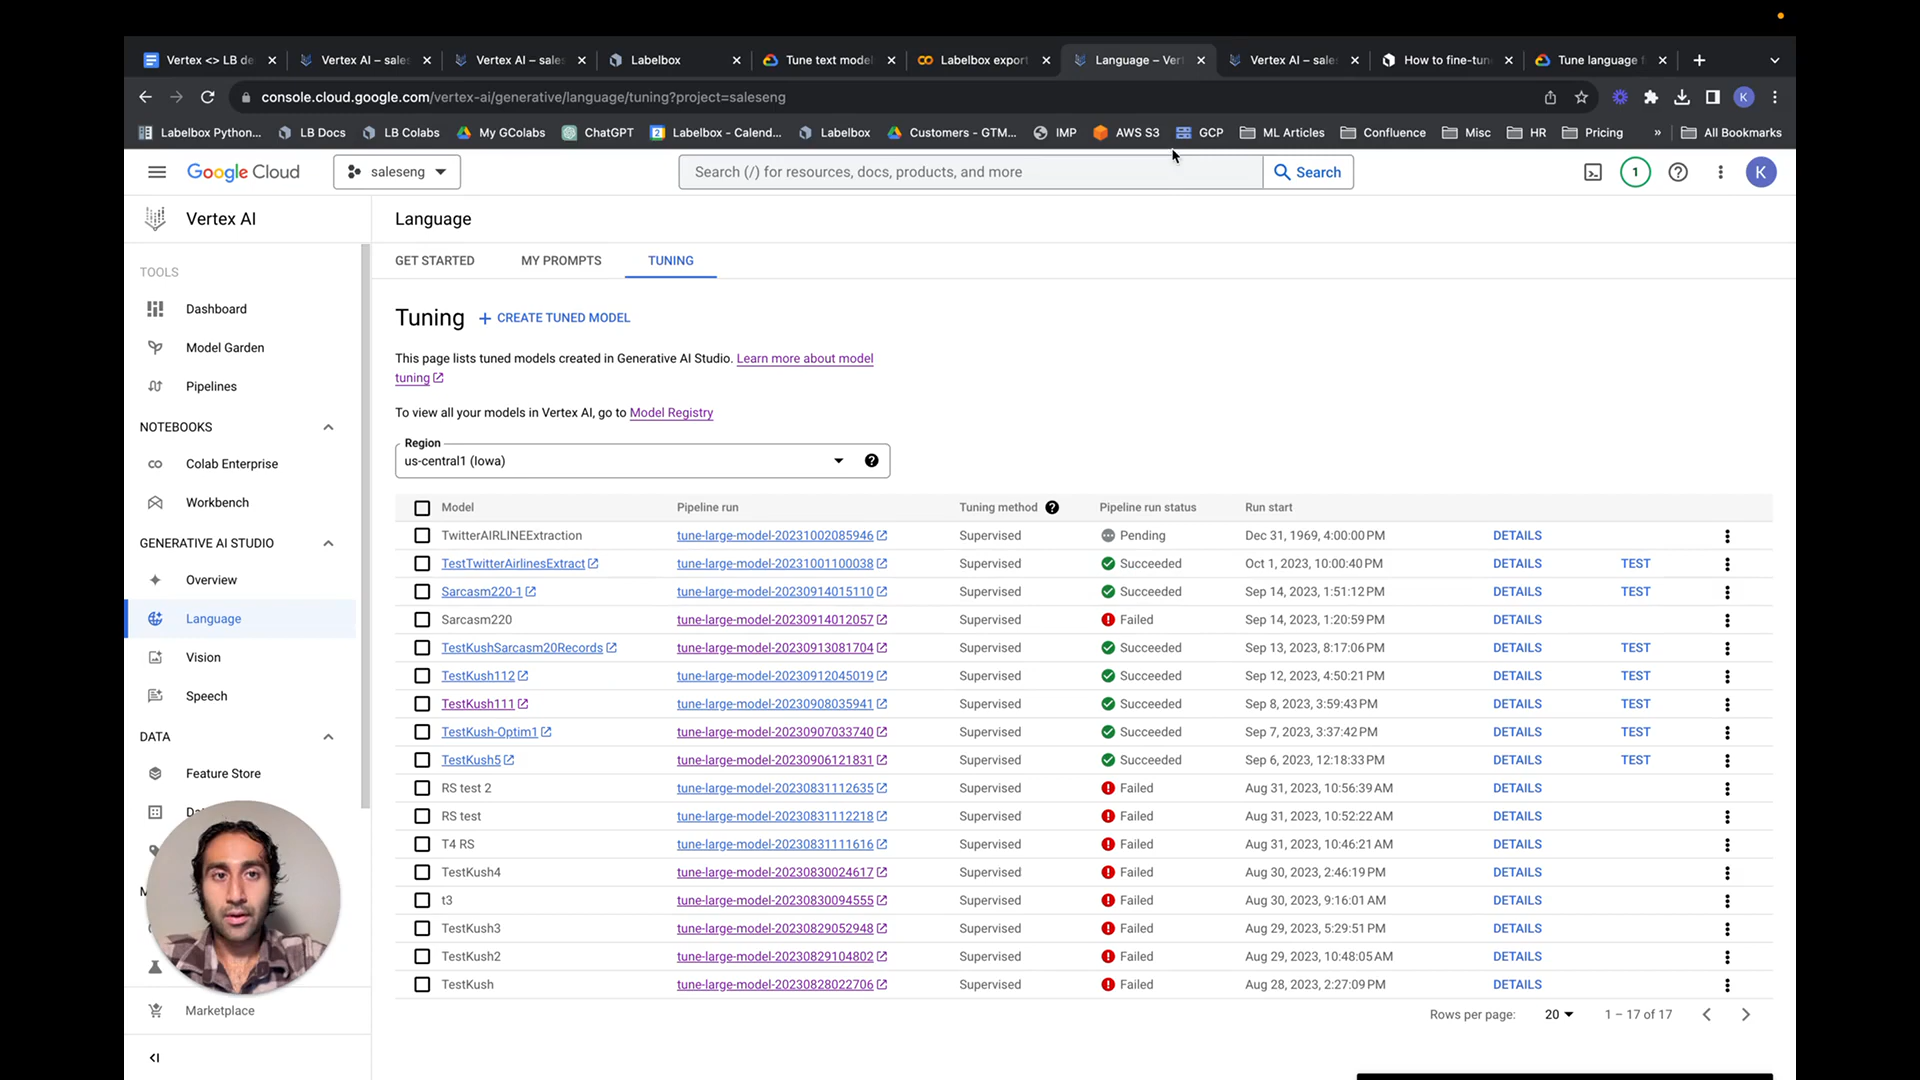 Vertex <> LB de
Vertex AI – sales
Vertex AI – sale
Labelbox
Tune text model
Labelbox export
Language – Vert
Vertex AI – sale
How to fine-tun
Tune language f
console.cloud.google.com/vertex-ai/generative/language/tuning?project=saleseng
K
Labelbox Python...
LB Docs
LB Colabs
My GColabs
ChatGPT
Labelbox - Calend...
Labelbox
Customers - GTM...
IMP
AWS S3
GCP
ML Articles
Confluence
Misc
HR
Pricing
»
All Bookmarks
Google Cloud
saleseng
Search (/) for resources, docs, products, and more
Search
1
K
Vertex AI
Language
TOOLS
Dashboard
Model Garden
Pipelines
NOTEBOOKS
Colab Enterprise
Workbench
GENERATIVE AI STUDIO
Overview
Language
Vision
Speech
DATA
Feature Store
Marketplace
GET STARTED
MY PROMPTS
TUNING
Tuning
CREATE TUNED MODEL
This page lists tuned models created in Generative AI Studio. Learn more about model
tuning
To view all your models in Vertex AI, go to Model Registry
Region
us-central1 (Iowa)
Model Pipeline run Tuning method Pipeline run status Run start
TwitterAIRLINEExtraction tune-large-model-20231002085946 Supervised Pending Dec 31, 1969, 4:00:00 PM DETAILS
TestTwitterAirlinesExtract tune-large-model-20231001100038 Supervised Succeeded Oct 1, 2023, 10:00:40 PM DETAILS TEST
Sarcasm220-1 tune-large-model-20230914015110 Supervised Succeeded Sep 14, 2023, 1:51:12 PM DETAILS TEST
Sarcasm220 tune-large-model-20230914012057 Supervised Failed Sep 14, 2023, 1:20:59 PM DETAILS
TestKushSarcasm20Records tune-large-model-20230913081704 Supervised Succeeded Sep 13, 2023, 8:17:06 PM DETAILS TEST
TestKush112 tune-large-model-20230912045019 Supervised Succeeded Sep 12, 2023, 4:50:21 PM DETAILS TEST
TestKush111 tune-large-model-20230908035941 Supervised Succeeded Sep 8, 2023, 3:59:43 PM DETAILS TEST
TestKush-Optim1 tune-large-model-20230907033740 Supervised Succeeded Sep 7, 2023, 3:37:42 PM DETAILS TEST
TestKush5 tune-large-model-20230906121831 Supervised Succeeded Sep 6, 2023, 12:18:33 PM DETAILS TEST
RS test 2 tune-large-model-20230831112635 Supervised Failed Aug 31, 2023, 10:56:39 AM DETAILS
RS test tune-large-model-20230831112218 Supervised Failed Aug 31, 2023, 10:52:22 AM DETAILS
T4 RS tune-large-model-20230831111616 Supervised Failed Aug 31, 2023, 10:46:21 AM DETAILS
TestKush4 tune-large-model-20230830024617 Supervised Failed Aug 30, 2023, 2:46:19 PM DETAILS
t3 tune-large-model-20230830094555 Supervised Failed Aug 30, 2023, 9:16:01 AM DETAILS
TestKush3 tune-large-model-20230829052948 Supervised Failed Aug 29, 2023, 5:29:51 PM DETAILS
TestKush2 tune-large-model-20230829104802 Supervised Failed Aug 29, 2023, 10:48:05 AM DETAILS
TestKush tune-large-model-20230828022706 Supervised Failed Aug 28, 2023, 2:27:09 PM DETAILS
Rows per page: 20 1 – 17 of 17